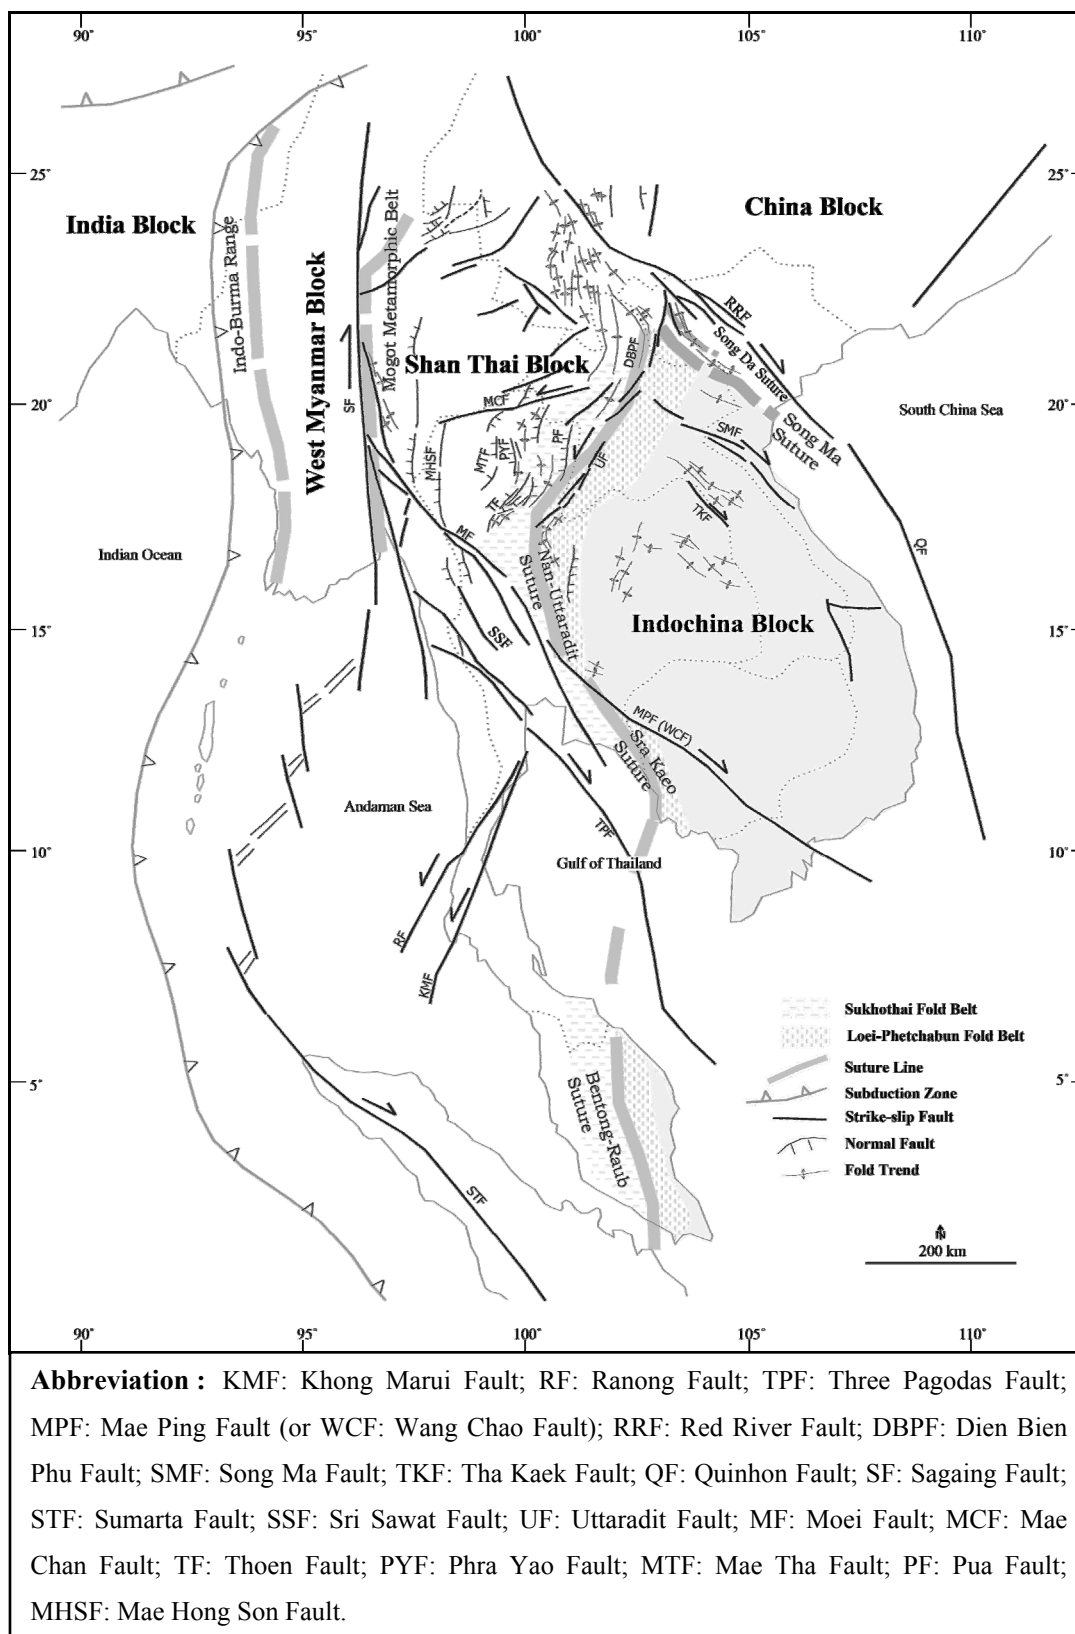 90°
95°
100°
105°
110°
25°
25°
China Block
India Block
Indo-Burma Range
West Myanmar Block
Mogot Metamorphic Belt
RRF
Song Da Suture
DBPF
Shan Thai Block
MCF
SF
20°
20°
South China Sea
Song Ma
Suture
SMF
PF
UF
MHSF
MTF
PYF
TF
TKF
MF
QF
Indian Ocean
Nan-Uttaradit
Suture
15°
15°
Indochina Block
SSF
MPF (WCF)
Sra Kaeo
Suture
Andaman Sea
TPF
10°
10°
Gulf of Thailand
RF
KMF
Sukhothai Fold Belt
Loei-Phetchabun Fold Belt
Suture Line
Subduction Zone
Strike-slip Fault
Normal Fault
Fold Trend
5°
5°
Bentong-Raub
Suture
STF
N
200 km
90°
95°
100°
105°
110°
Abbreviation : KMF: Khong Marui Fault; RF: Ranong Fault; TPF: Three Pagodas Fault;
MPF: Mae Ping Fault (or WCF: Wang Chao Fault); RRF: Red River Fault; DBPF: Dien Bien
Phu Fault; SMF: Song Ma Fault; TKF: Tha Kaek Fault; QF: Quinhon Fault; SF: Sagaing Fault;
STF: Sumarta Fault; SSF: Sri Sawat Fault; UF: Uttaradit Fault; MF: Moei Fault; MCF: Mae
Chan Fault; TF: Thoen Fault; PYF: Phra Yao Fault; MTF: Mae Tha Fault; PF: Pua Fault;
MHSF: Mae Hong Son Fault.